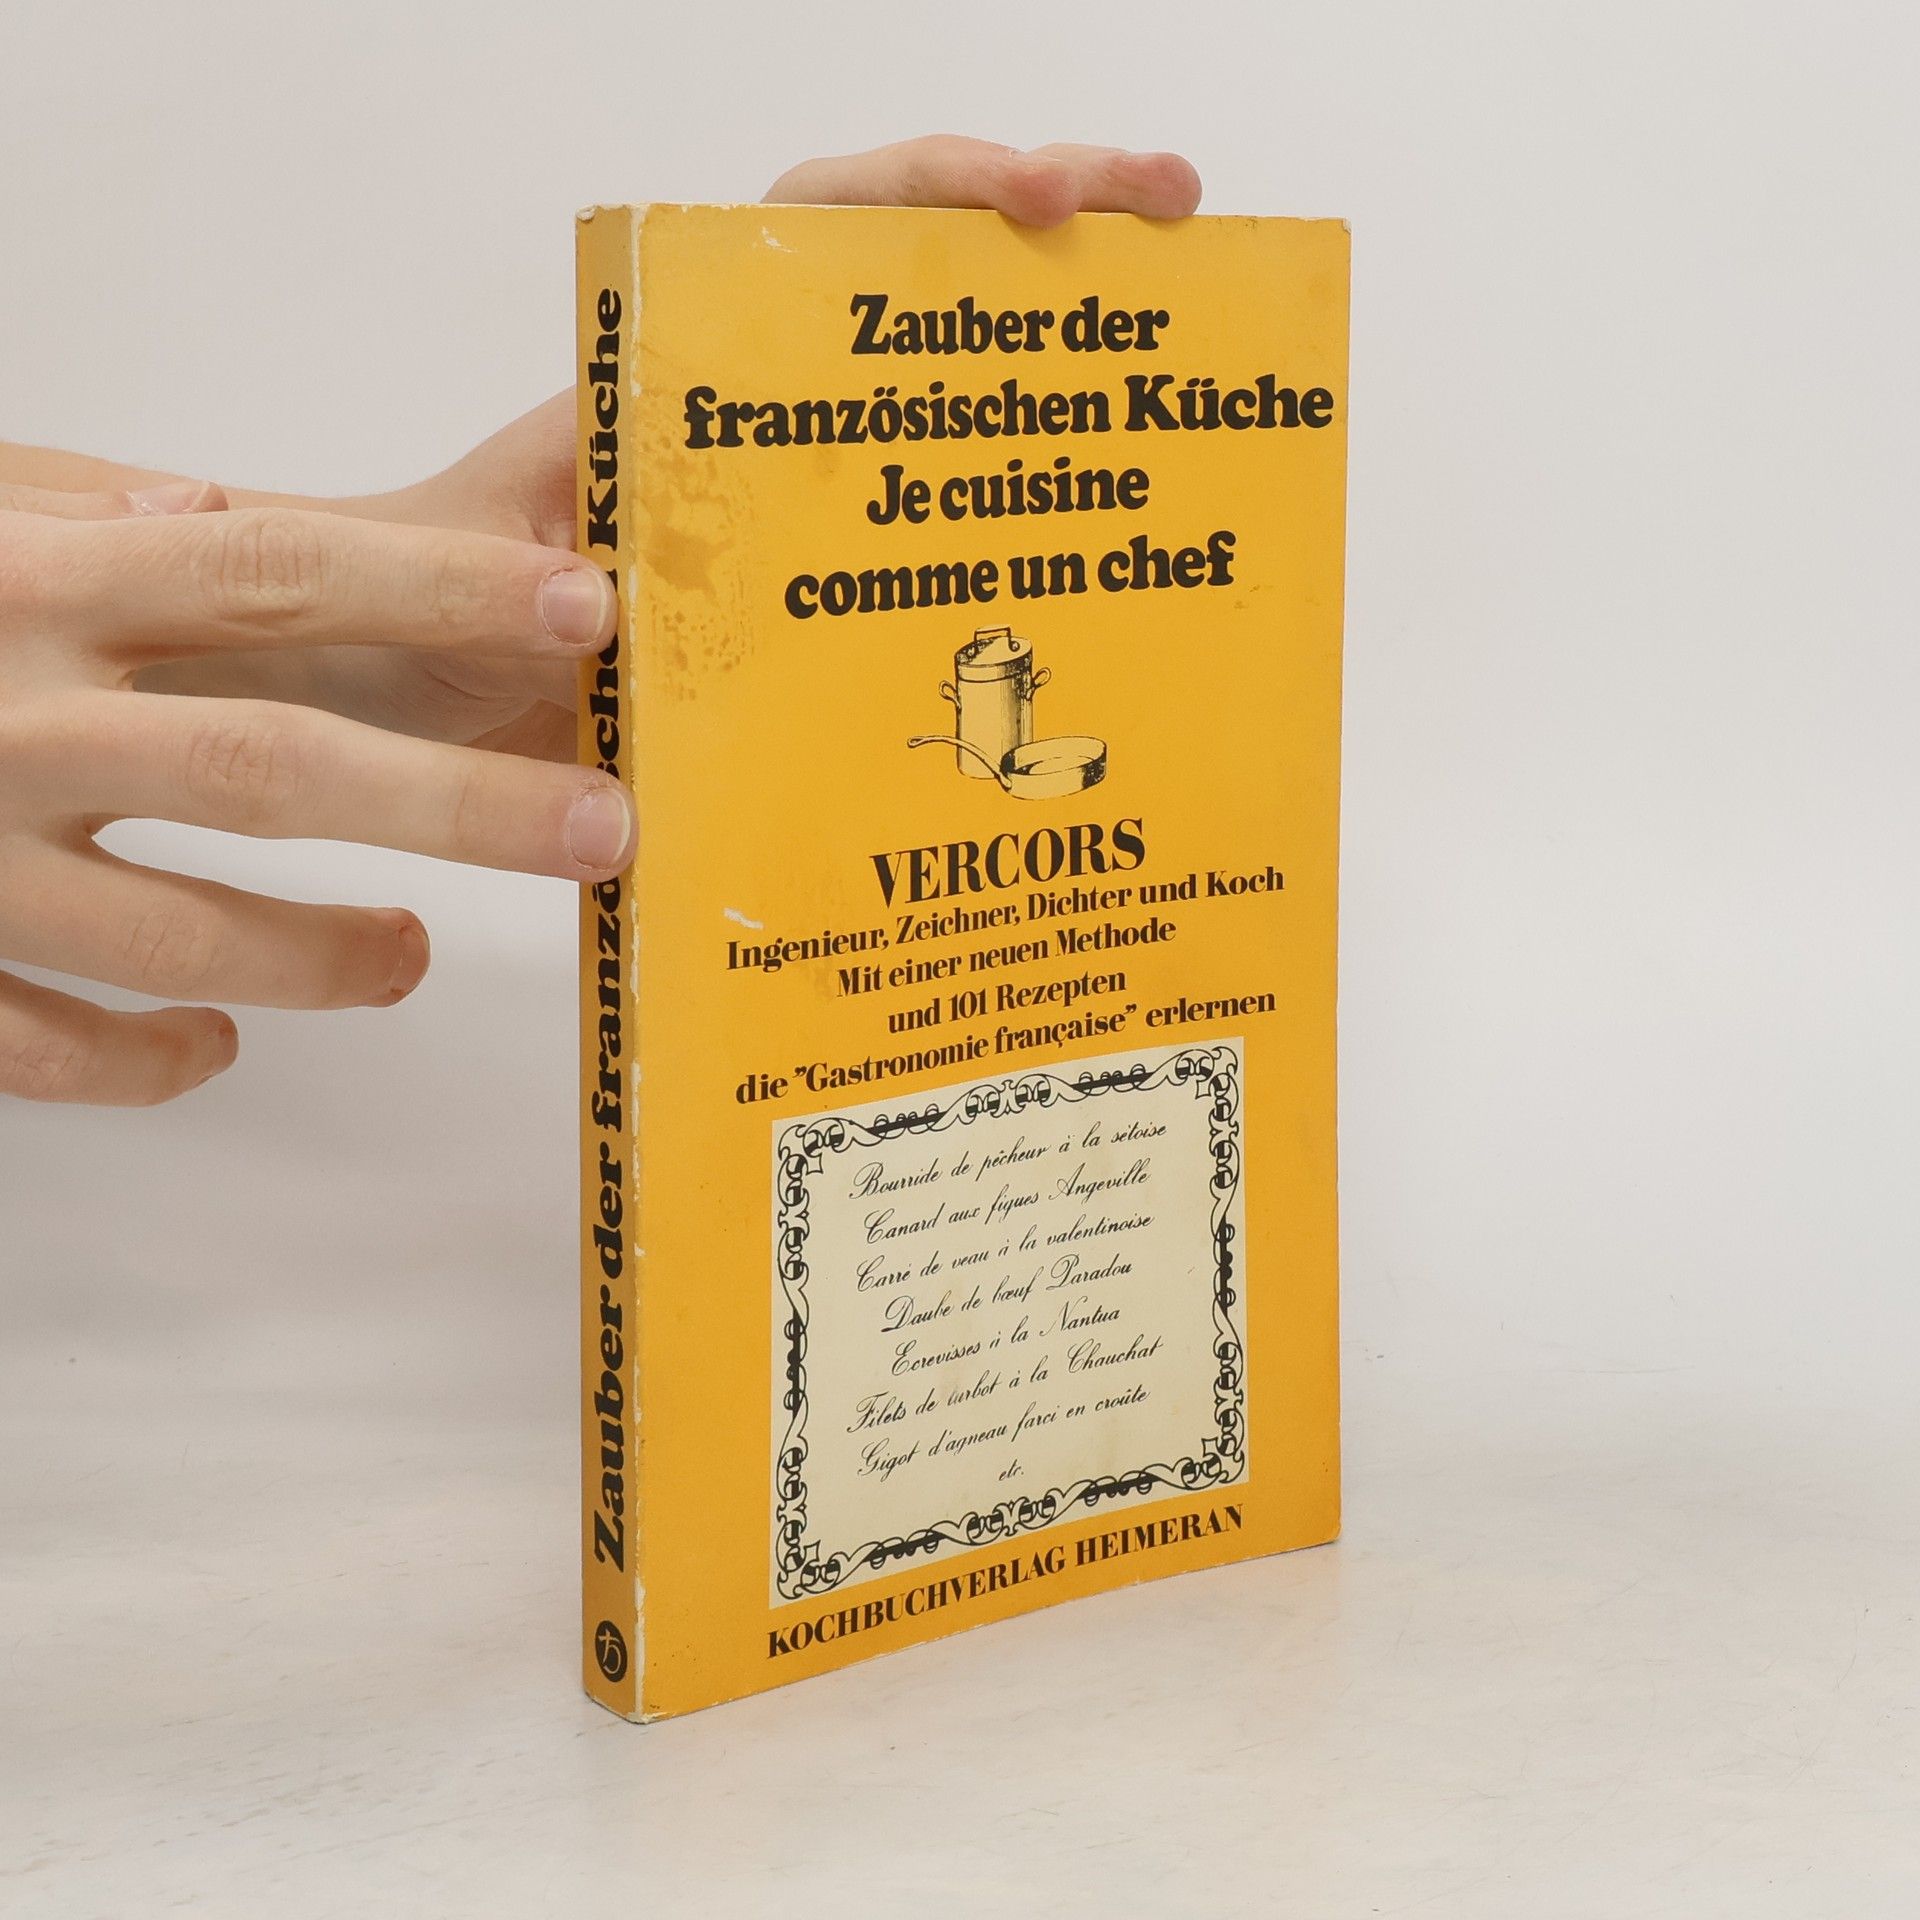 Zauber der französischen Küche
Zauber der
französischen Küche
Je cuisine
comme un chef
VERCORS
Ingenieur, Zeichner, Dichter und Koch
Mit einer neuen Methode
und 101 Rezepten
die "Gastronomie française" erlernen
Bourride de pêcheur à la sétoise
Canard aux figues Angeville
Carré de veau à la valentinoise
Daube de bœuf Paradou
Ecrevisses à la Nantua
Filets de turbot à la Chauchat
Gigot d'agneau farci en croûte
etc.
KOCHBUCHVERLAG HEIMERAN